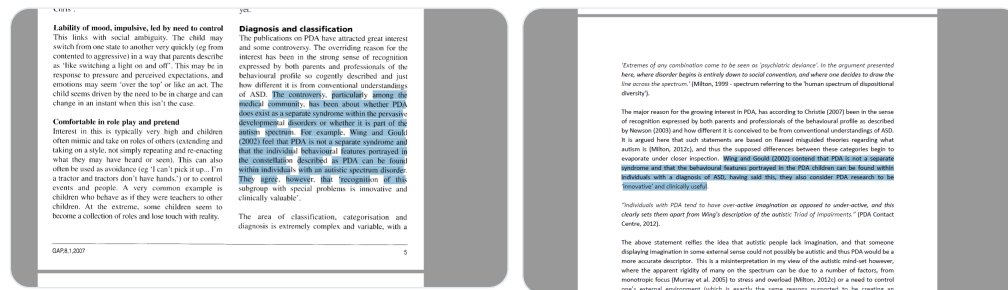 Lability of mood, impulsive, led by need to control
This links with social ambiguity. The child may
switch from one state to another very quickly (eg from
contented to aggressive) in a way that parents describe
as 'like switching a light on and off'. This may be in
response to pressure and perceived expectations, and
emotions may seem 'over the top' or like an act. The
child seems driven by the need to be in charge and can
change in an instant when this isn't the case.
Comfortable in role play and pretend
Interest in this is typically very high and children
often mimic and take on roles of others (extending and
taking on a style, not simply repeating and re-enacting
what they may have heard or seen. This can also
often be used as avoidance (eg 'I can't pick it up... I'm
a tractor and tractors don't have hands.') or to control
events and people. A very common example is
children who behave as if they were teachers to other
children. At the extreme, some children seem to
become a collection of roles and lose touch with reality.
GAP,8,1,2007
yet.
Diagnosis and classification
The publications on PDA have attracted great interest
and some controversy. The overriding reason for the
interest has been in the strong sense of recognition
expressed by both parents and professionals of the
behavioural profile so cogently described and just
how different it is from conventional understandings
of ASD. The controversy, particularly among the
medical community, has been about whether PDA
does exist as a separate syndrome within the pervasive
developmental disorders or whether it is part of the
autism spectrum. For example, Wing and Gould
(2002) feel that PDA is not a separate syndrome and
that the individual behavioural features portrayed in
the constellation described as PDA can be found
within individuals with an autistic spectrum disorder.
They agree, however, that 'recognition of this
subgroup with special problems is innovative and
clinically valuable'.
The area of classification, categorisation and
diagnosis is extremely complex and variable, with a
5
'Extremes of any combination come to be seen as 'psychiatric deviance'. In the argument presented
here, where disorder begins is entirely down to social convention, and where one decides to draw the
line across the spectrum.' (Milton, 1999 - spectrum referring to the 'human spectrum of dispositional
diversity').
The major reason for the growing interest in PDA, has according to Christie (2007) been in the sense
of recognition expressed by both parents and professionals of the behavioural profile as described
by Newson (2003) and how different it is conceived to be from conventional understandings of ASD.
It is argued here that such statements are based on flawed misguided theories regarding what
autism is (Milton, 2012c), and thus the supposed differences between these categories begin to
evaporate under closer inspection. Wing and Gould (2002) contend that PDA is not a separate
syndrome and that the behavioural features portrayed in the PDA children can be found within
individuals with a diagnosis of ASD, having said this, they also consider PDA research to be
'innovative' and clinically useful.
"Individuals with PDA tend to have over-active imagination as opposed to under-active, and this
clearly sets them apart from Wing's description of the autistic Triad of Impairments." (PDA Contact
Centre, 2012).
The above statement reifies the idea that autistic people lack imagination, and that someone
displaying imagination in some external sense could not possibly be autistic and thus PDA would be a
more accurate descriptor. This is a misinterpretation in my view of the autistic mind-set however,
where the apparent rigidity of many on the spectrum can be due to a number of factors, from
monotropic focus (Murray et al. 2005) to stress and overload (Milton, 2012c) or a need to control